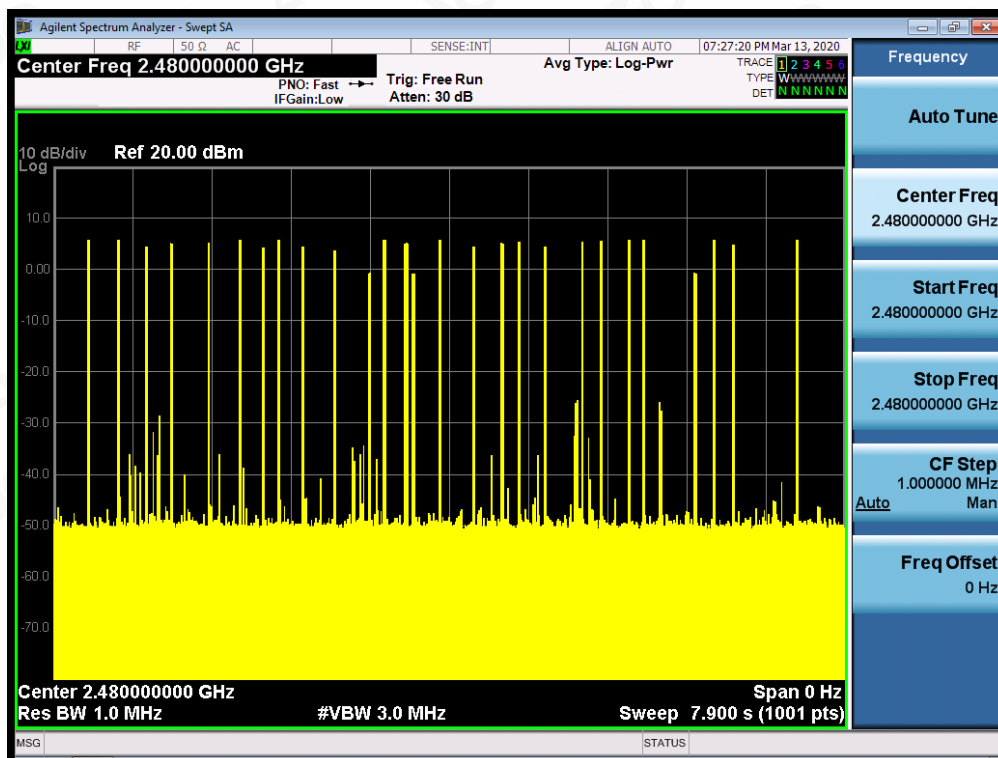 Agilent Spectrum Analyzer - Swept SA
LXI RF 50 Ω AC SENSE:INT ALIGN AUTO 07:27:20 PM Mar 13, 2020
Center Freq 2.480000000 GHz
PNO: Fast
IFGain:Low
Trig: Free Run
Atten: 30 dB
Avg Type: Log-Pwr
TRACE 1 2 3 4 5 6
TYPE WWWWWWW
DET N N N N N N
10 dB/div
Log
Ref 20.00 dBm
10.0
0.00
-10.0
-20.0
-30.0
-40.0
-50.0
-60.0
-70.0
Center 2.480000000 GHz
Span 0 Hz
Res BW 1.0 MHz
#VBW 3.0 MHz
Sweep 7.900 s (1001 pts)
MSG
STATUS
Frequency
Auto Tune
Center Freq
2.480000000 GHz
Start Freq
2.480000000 GHz
Stop Freq
2.480000000 GHz
CF Step
1.000000 MHz
Auto Man
Freq Offset
0 Hz